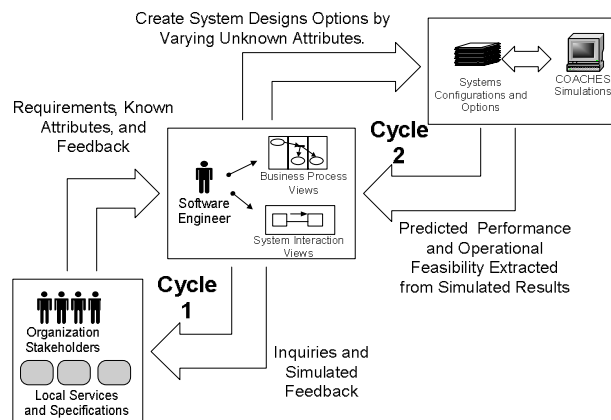 Create System Designs Options by
Varying Unknown Attributes.
Systems
Configurations and
Options
COACHES
Simulations
Requirements, Known
Attributes, and
Feedback
Cycle
2
Software
Engineer
Business Process
Views
System Interaction
Views
Predicted Performance
and Operational
Feasibility Extracted
from Simulated Results
Cycle
1
Organization
Stakeholders
Local Services
and Specifications
Inquiries and
Simulated
Feedback